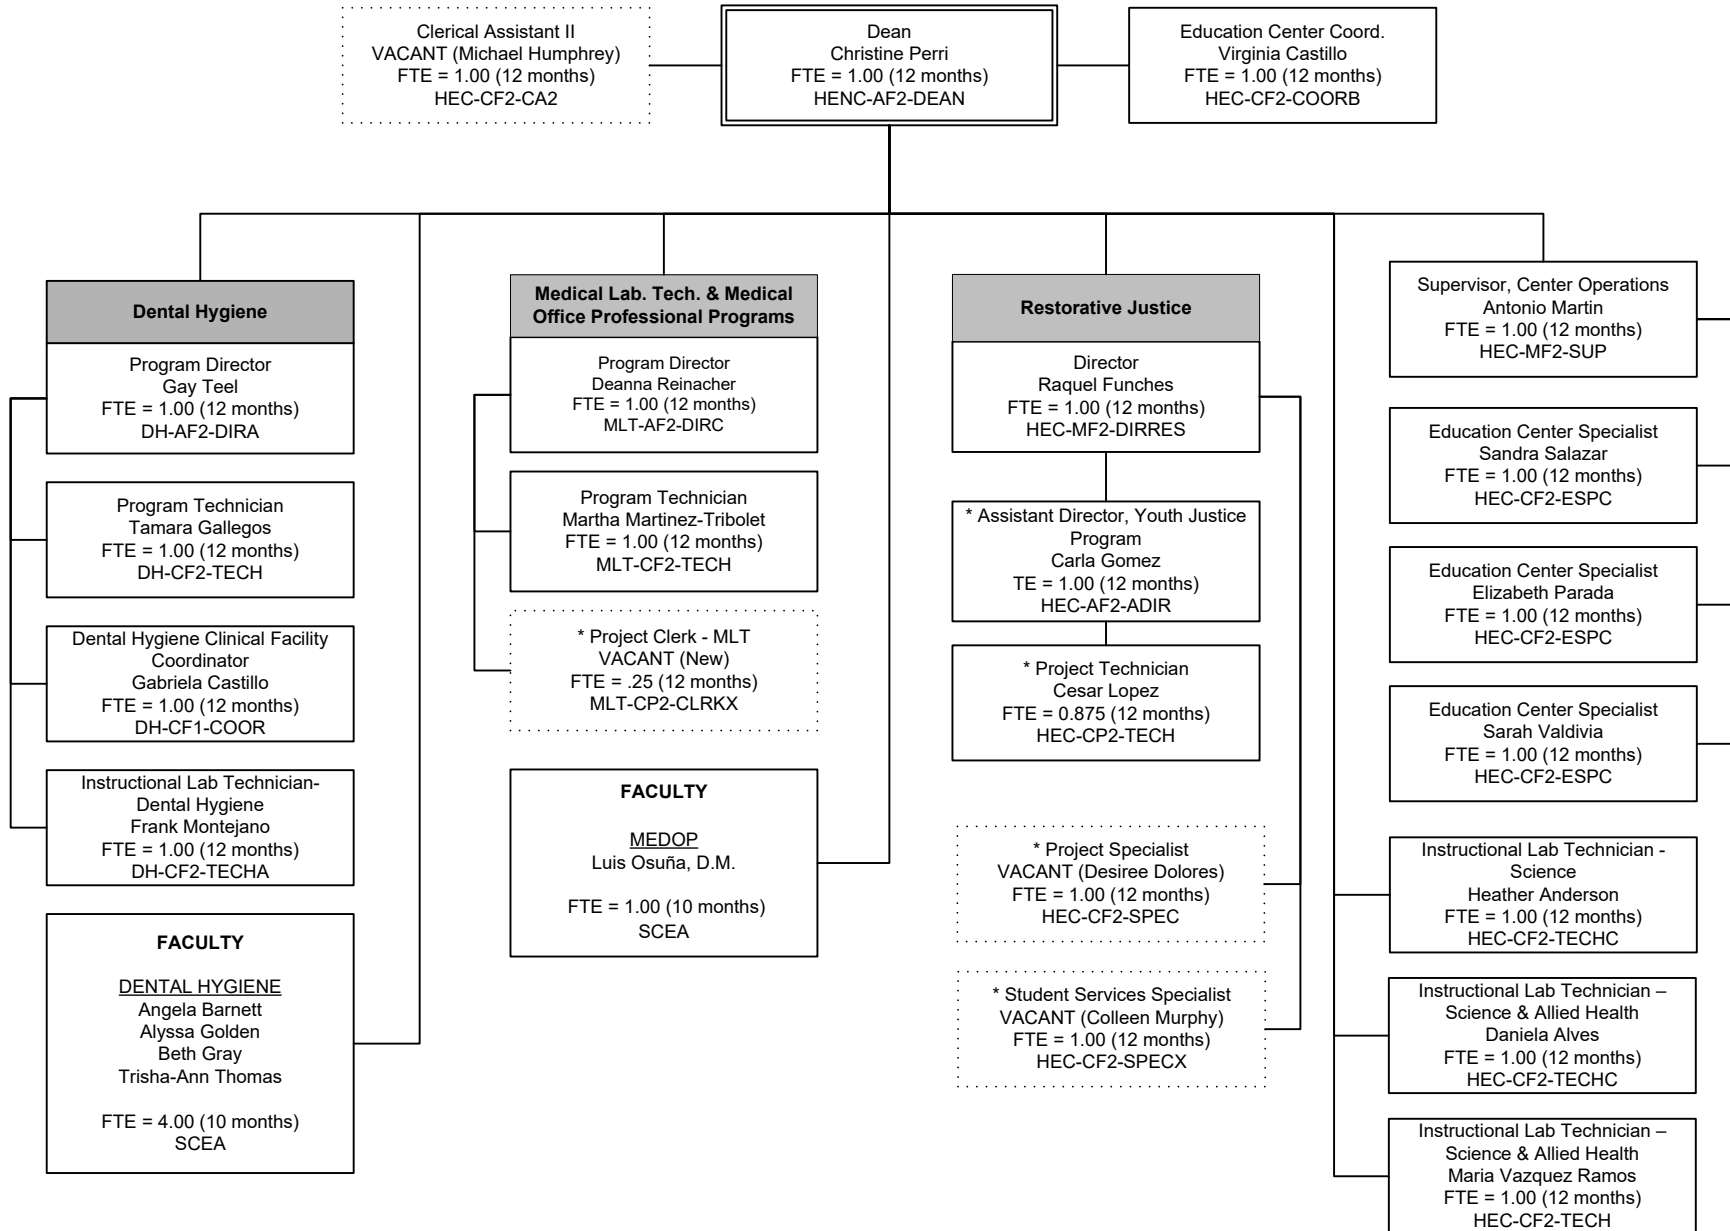 Clerical Assistant II
VACANT (Michael Humphrey)
FTE = 1.00 (12 months)
HEC-CF2-CA2
Dean
Christine Perri
FTE = 1.00 (12 months)
HENC-AF2-DEAN
Education Center Coord.
Virginia Castillo
FTE = 1.00 (12 months)
HEC-CF2-COORB
Dental Hygiene
Program Director
Gay Teel
FTE = 1.00 (12 months)
DH-AF2-DIRA
Program Technician
Tamara Gallegos
FTE = 1.00 (12 months)
DH-CF2-TECH
Dental Hygiene Clinical Facility
Coordinator
Gabriela Castillo
FTE = 1.00 (12 months)
DH-CF1-COOR
Instructional Lab Technician-
Dental Hygiene
Frank Montejano
FTE = 1.00 (12 months)
DH-CF2-TECHA
FACULTY
DENTAL HYGIENE
Angela Barnett
Alyssa Golden
Beth Gray
Trisha-Ann Thomas
FTE = 4.00 (10 months)
SCEA
Medical Lab. Tech. & Medical
Office Professional Programs
Program Director
Deanna Reinacher
FTE = 1.00 (12 months)
MLT-AF2-DIRC
Program Technician
Martha Martinez-Tribolet
FTE = 1.00 (12 months)
MLT-CF2-TECH
* Project Clerk - MLT
VACANT (New)
FTE = .25 (12 months)
MLT-CP2-CLRKX
FACULTY
MEDOP
Luis Osuña, D.M.
FTE = 1.00 (10 months)
SCEA
Restorative Justice
Director
Raquel Funches
FTE = 1.00 (12 months)
HEC-MF2-DIRRES
* Assistant Director, Youth Justice
Program
Carla Gomez
TE = 1.00 (12 months)
HEC-AF2-ADIR
* Project Technician
Cesar Lopez
FTE = 0.875 (12 months)
HEC-CP2-TECH
* Project Specialist
VACANT (Desiree Dolores)
FTE = 1.00 (12 months)
HEC-CF2-SPEC
* Student Services Specialist
VACANT (Colleen Murphy)
FTE = 1.00 (12 months)
HEC-CF2-SPECX
Supervisor, Center Operations
Antonio Martin
FTE = 1.00 (12 months)
HEC-MF2-SUP
Education Center Specialist
Sandra Salazar
FTE = 1.00 (12 months)
HEC-CF2-ESPC
Education Center Specialist
Elizabeth Parada
FTE = 1.00 (12 months)
HEC-CF2-ESPC
Education Center Specialist
Sarah Valdivia
FTE = 1.00 (12 months)
HEC-CF2-ESPC
Instructional Lab Technician -
Science
Heather Anderson
FTE = 1.00 (12 months)
HEC-CF2-TECHC
Instructional Lab Technician –
Science & Allied Health
Daniela Alves
FTE = 1.00 (12 months)
HEC-CF2-TECHC
Instructional Lab Technician –
Science & Allied Health
Maria Vazquez Ramos
FTE = 1.00 (12 months)
HEC-CF2-TECH